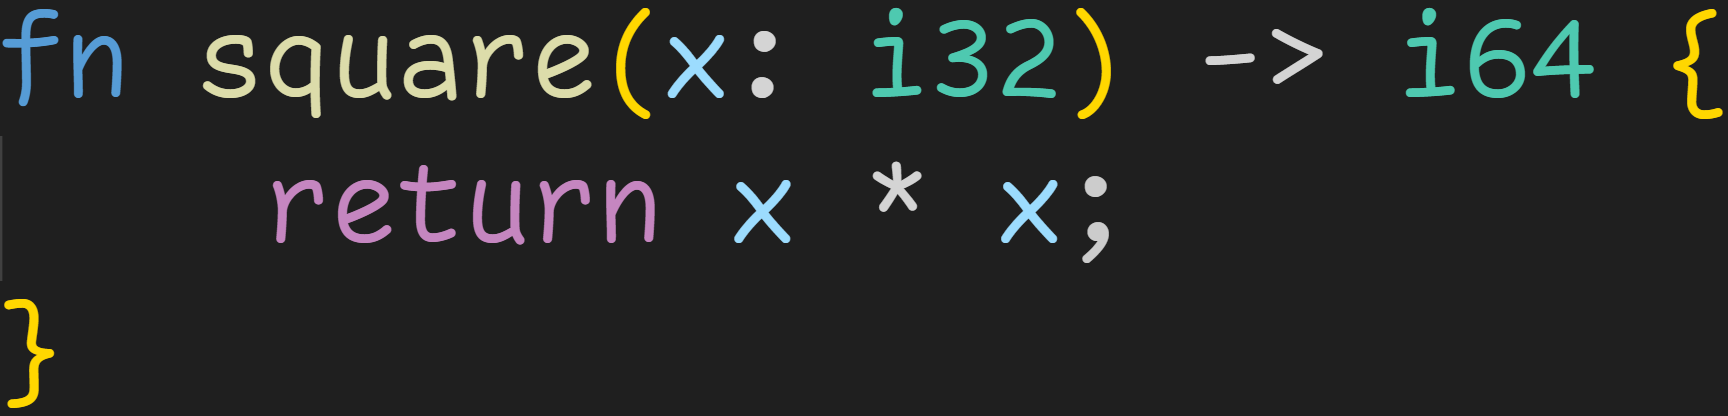 fn square(x: i32) -> i64 {
    return x * x;
}